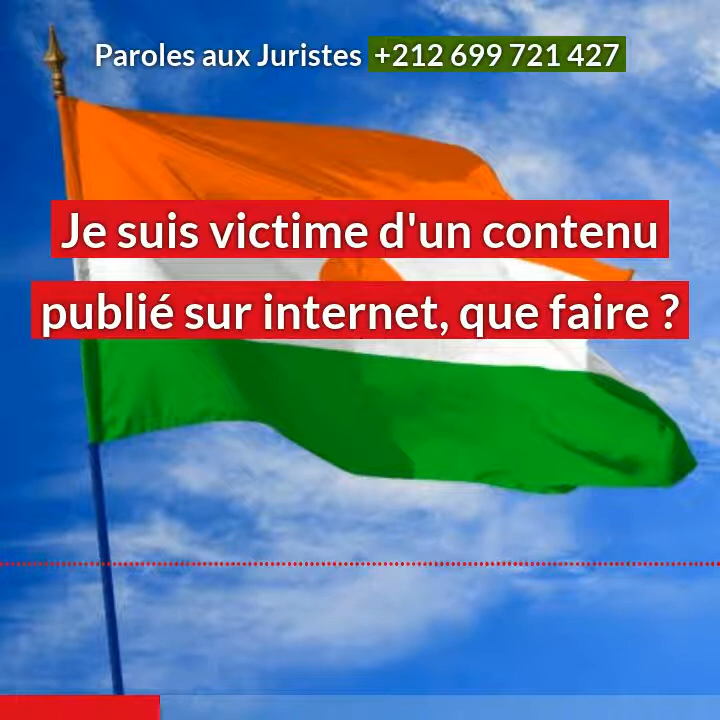 Paroles aux Juristes +212 699 721 427
Je suis victime d'un contenu
publié sur internet, que faire ?